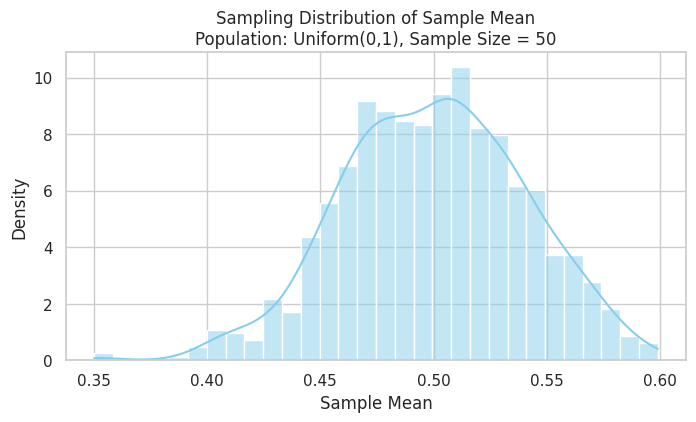 Sampling Distribution of Sample Mean
Population: Uniform(0,1), Sample Size = 50
Density
10
8
6
4
2
0
0.35 0.40 0.45 0.50 0.55 0.60
Sample Mean